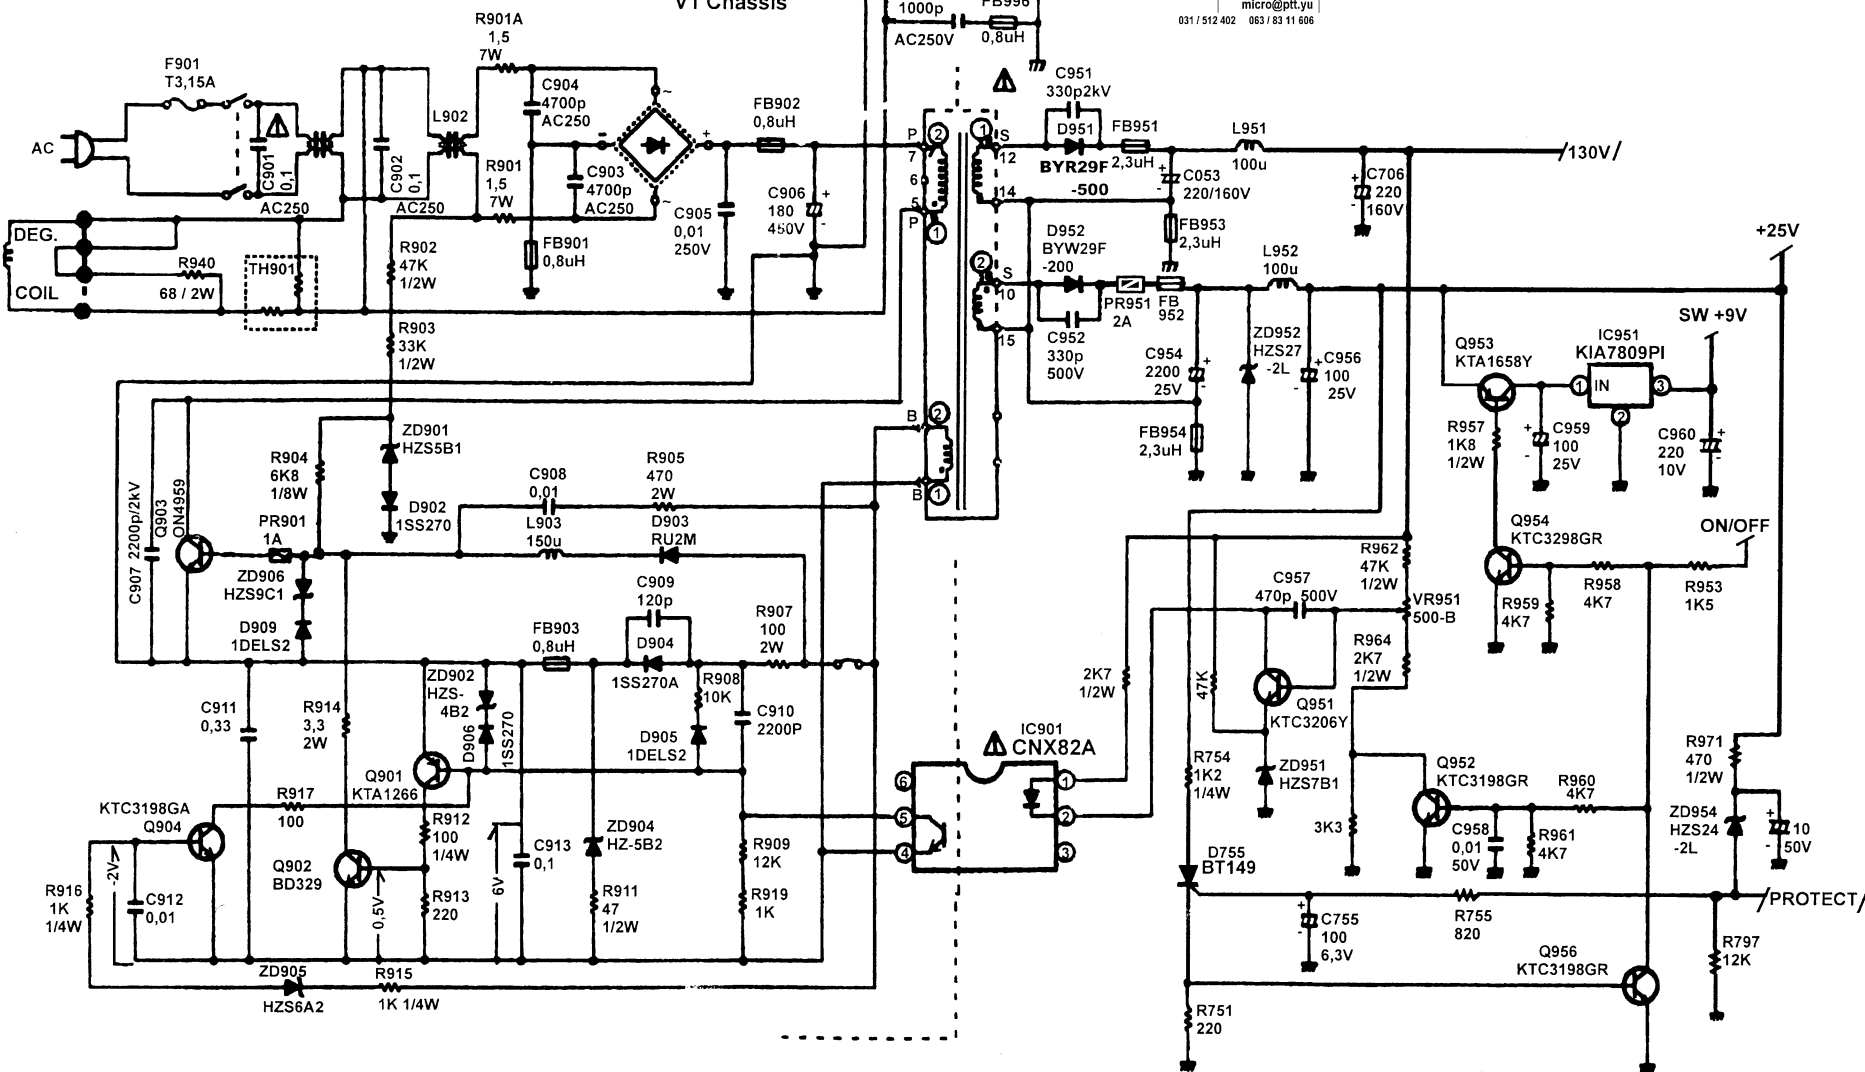 V1 Chassis
1000p
AC250V
FB996
0,8uH
micro@ptt.yu
031 / 512 402 063 / 83 11 606
F901
T3,15A
AC
C901
0,1
AC250
C902
0,1
AC250
L902
R901A
1,5
7W
R901
1,5
7W
C904
4700p
AC250
C903
4700p
AC250
FB901
0,8uH
~
~
-
+
FB902
0,8uH
C905
0,01
250V
C906
180
450V
+
-
DEG.
COIL
R940
68 / 2W
TH901
R902
47K
1/2W
R903
33K
1/2W
P
7
6
5
P
2
1
1
S
12
14
2
S
10
15
B
2
B
1
C951
330p2kV
D951
BYR29F
-500
FB951
2,3uH
L951
100u
/130V/
C053
220/160V
+
-
C706
220
160V
+
-
FB953
2,3uH
D952
BYW29F
-200
PR951
2A
FB
952
C952
330p
500V
L952
100u
+25V
C954
2200
25V
+
-
ZD952
HZS27
-2L
C956
100
25V
+
-
FB954
2,3uH
Q953
KTA1658Y
IC951
KIA7809PI
1
IN
3
2
SW +9V
R957
1K8
1/2W
C959
100
25V
+
-
C960
220
10V
+
-
Q954
KTC3298GR
ON/OFF
R959
4K7
R958
4K7
R953
1K5
ZD901
HZS5B1
D902
1SS270
R904
6K8
1/8W
PR901
1A
C907 2200p/2kV
Q903
ON4959
ZD906
HZS9C1
D909
1DELS2
C908
0,01
R905
470
2W
L903
150u
D903
RU2M
C909
120p
FB903
0,8uH
D904
1SS270A
R907
100
2W
R908
10K
D905
1DELS2
C910
2200P
C911
0,33
R914
3,3
2W
ZD902
HZS-
4B2
D906
1SS270
Q901
KTA1266
R917
100
KTC3198GA
Q904
R912
100
1/4W
Q902
BD329
R913
220
0,5V
6V
C913
0,1
ZD904
HZ-5B2
R911
47
1/2W
R909
12K
R919
1K
R916
1K
1/4W
-2V
C912
0,01
ZD905
HZS6A2
R915
1K 1/4W
IC901
CNX82A
6
5
4
1
2
3
2K7
1/2W
47K
C957
470p 500V
R962
47K
1/2W
VR951
500-B
R964
2K7
1/2W
Q951
KTC3206Y
ZD951
HZS7B1
R754
1K2
1/4W
3K3
Q952
KTC3198GR
R960
4K7
C958
0,01
50V
R961
4K7
D755
BT149
R971
470
1/2W
ZD954
HZS24
-2L
10
50V
+
-
/PROTECT/
C755
100
6,3V
+
-
R755
820
R797
12K
Q956
KTC3198GR
R751
220